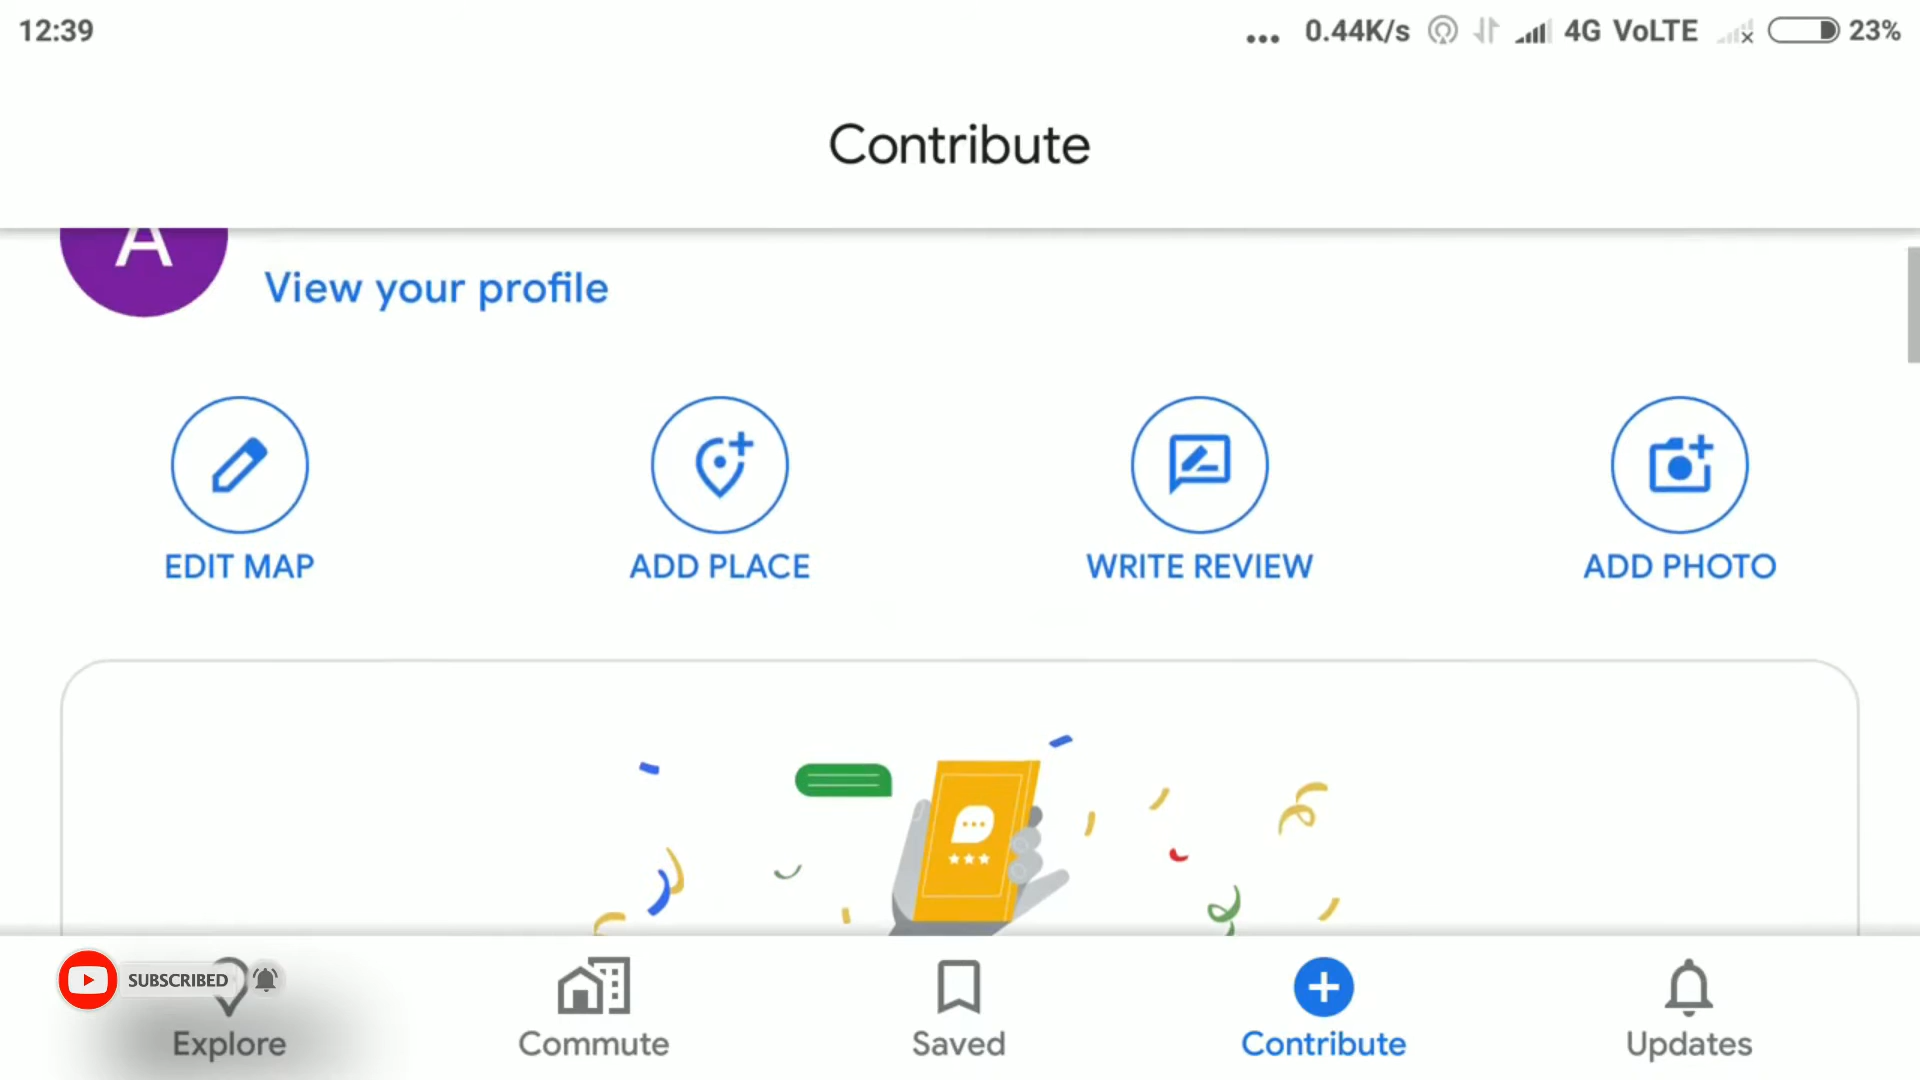 12:39
... 0.44K/s 4G VoLTE 23%
Contribute
A
View your profile
EDIT MAP
ADD PLACE
WRITE REVIEW
ADD PHOTO
SUBSCRIBED
Explore
Commute
Saved
Contribute
Updates